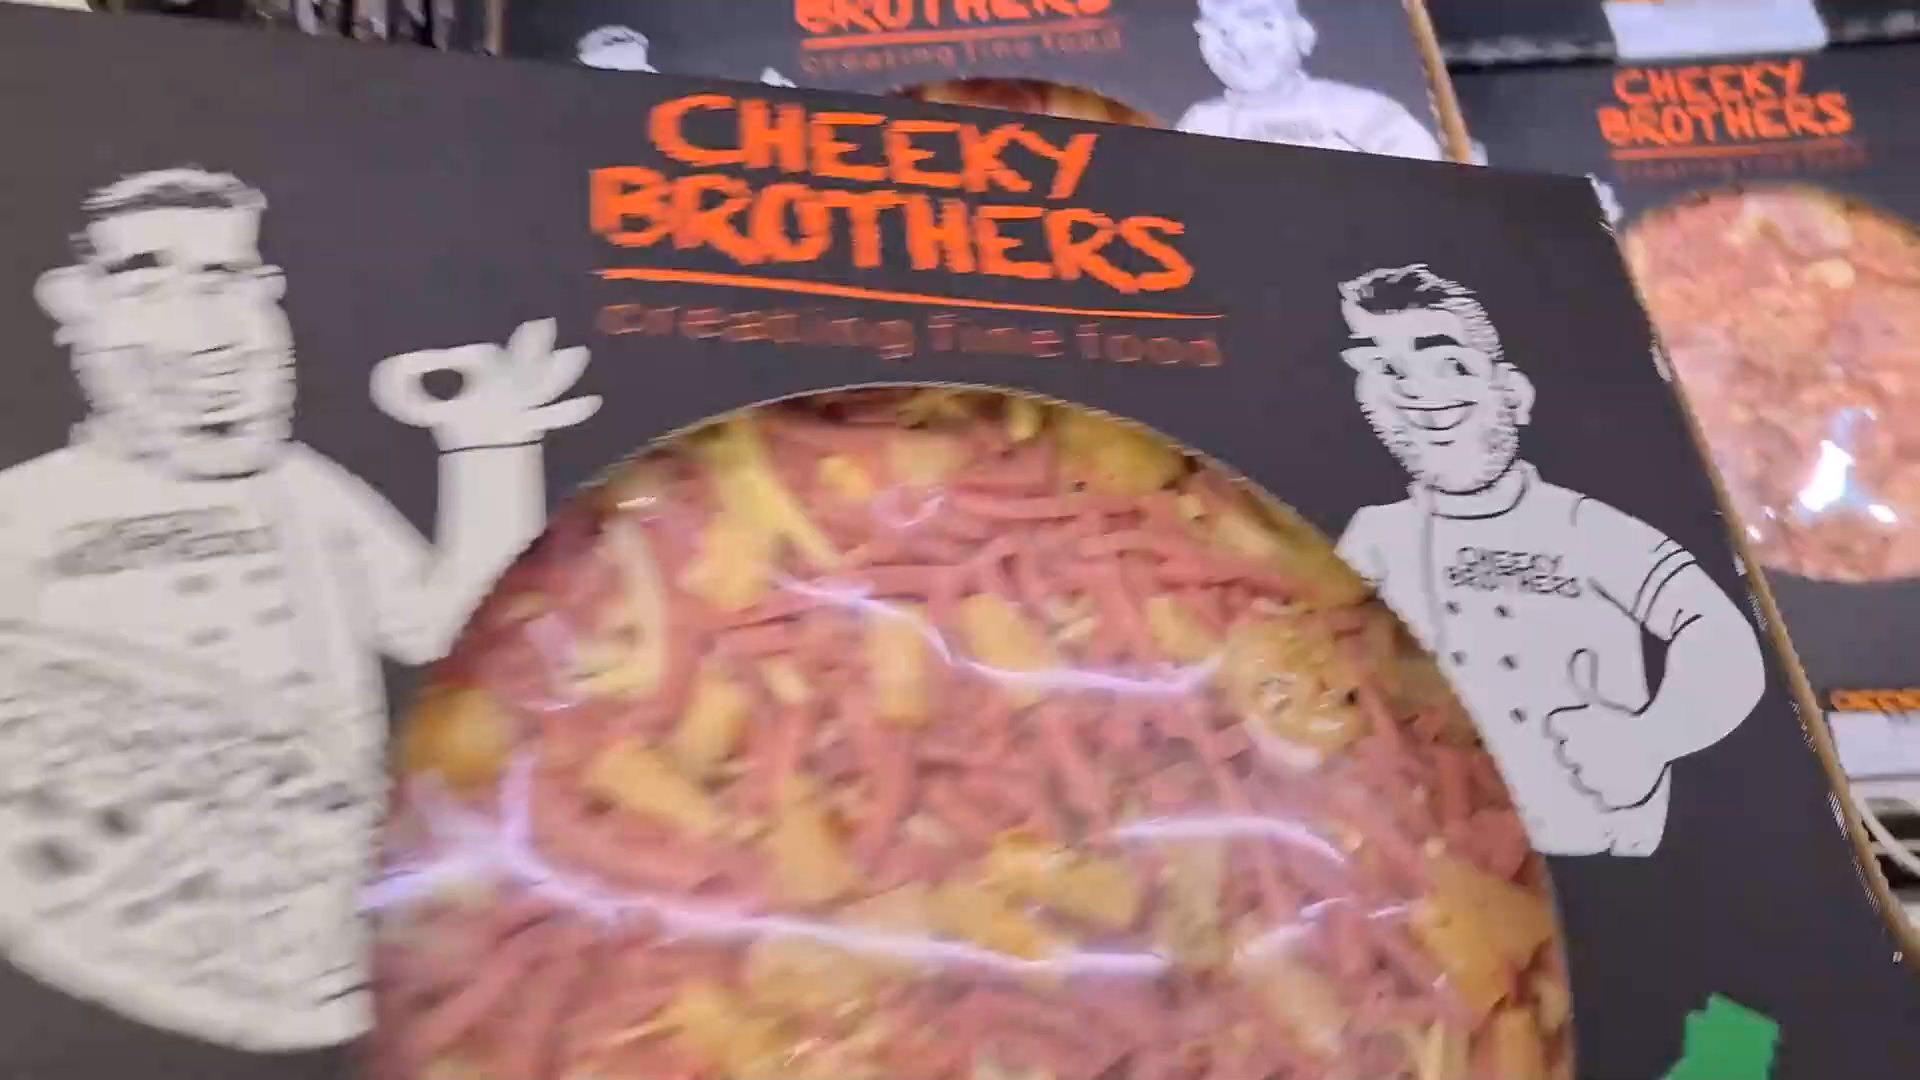 BROTHERS
creating fine food
CHEEKY
BROTHERS
CHEEKY
BROTHERS
creating fine food
CHEEKY
BROTHERS